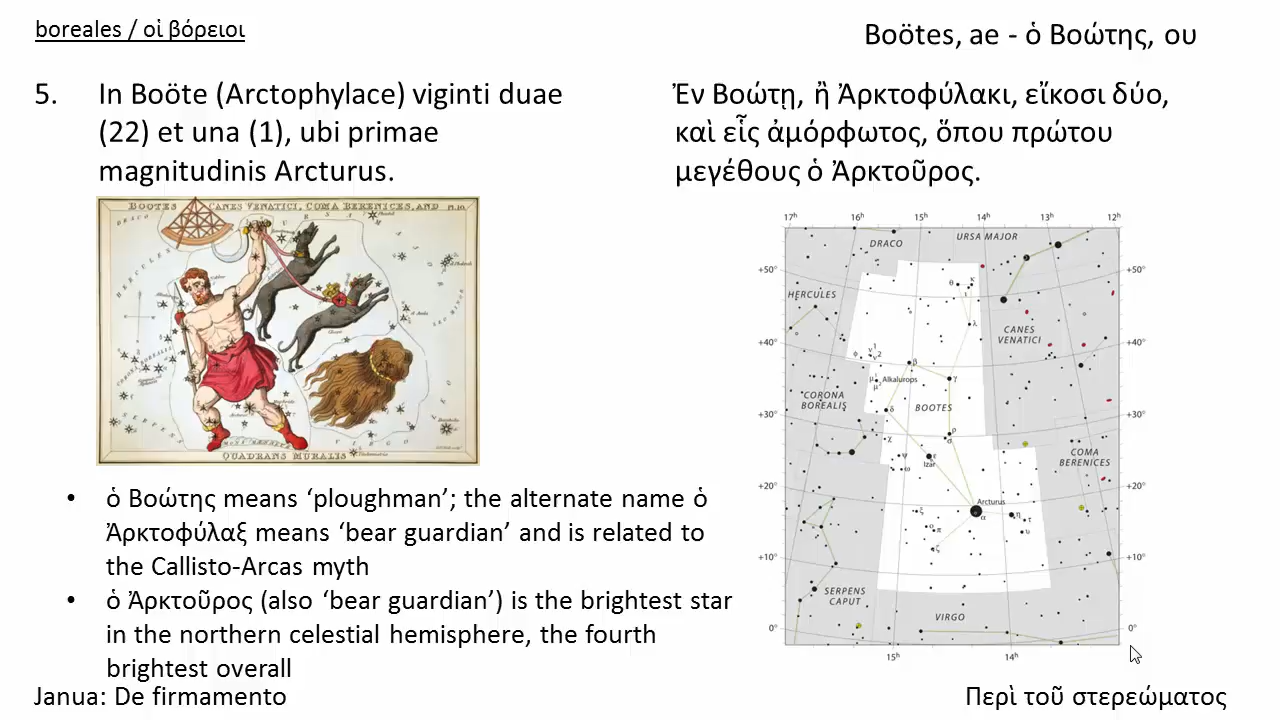 boreales / οἱ βόρειοι
Boötes, ae - ὁ Βοώτης, ου
5. In Boöte (Arctophylace) viginti duae
(22) et una (1), ubi primae
magnitudinis Arcturus.
Ἐν Βοώτῃ, ἢ Ἀρκτοφύλακι, εἴκοσι δύο,
καὶ εἷς ἀμόρφωτος, ὅπου πρώτου
μεγέθους ὁ Ἀρκτοῦρος.
BOOTES CANES VENATICI, COMA BERENICES, AND
DRACO
HERCULES
CORONA BOREALIS
SERPENS
VIRGO
MONS MÆNALUS
QUADRANS MURALIS
17h 16h 15h 14h 13h 12h
DRACO
URSA MAJOR
+50° +50°
θ κ
ι
HERCULES
λ
CANES
VENATICI
+40° +40°
φ ν 1 2
β
μ Alkalurops γ
CORONA
BOREALIS
δ BOOTES
+30° +30°
χ ρ
σ
ψ ε
ω Izar
COMA
BERENICES
+20° +20°
Arcturus
ξ α η τ
ο π υ
ζ
+10° +10°
SERPENS
CAPUT
VIRGO
0° 0°
15h 14h
• ὁ Βοώτης means ‘ploughman’; the alternate name ὁ
Ἀρκτοφύλαξ means ‘bear guardian’ and is related to
the Callisto-Arcas myth
• ὁ Ἀρκτοῦρος (also ‘bear guardian’) is the brightest star
in the northern celestial hemisphere, the fourth
brightest overall
Janua: De firmamento
Περὶ τοῦ στερεώματος